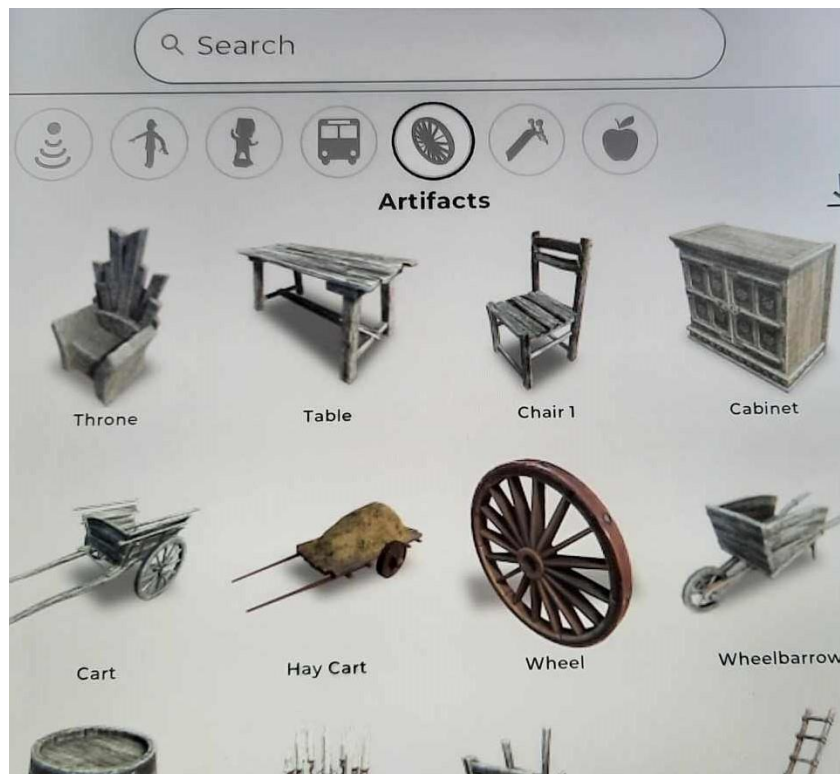 Search
Artifacts
Throne
Table
Chair 1
Cabinet
Cart
Hay Cart
Wheel
Wheelbarrow